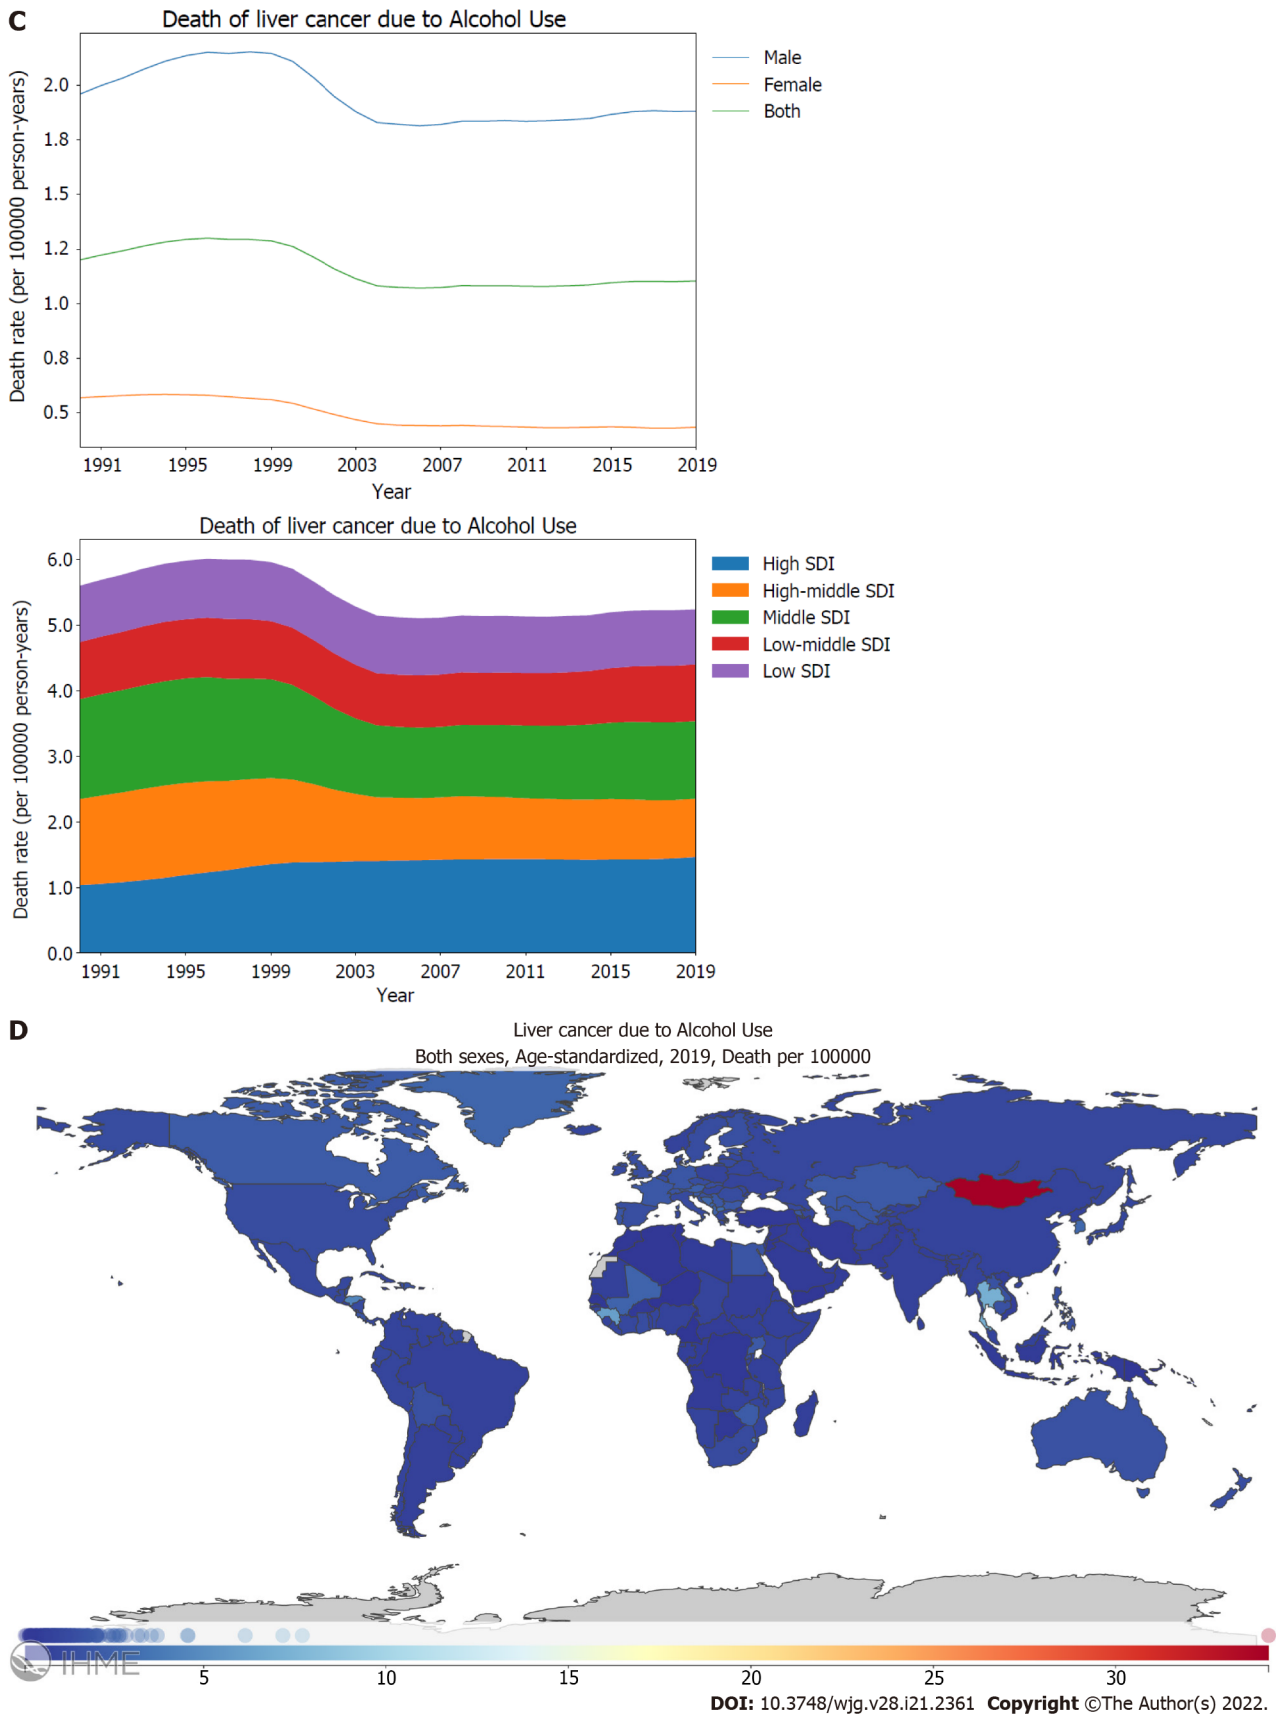 C
Death of liver cancer due to Alcohol Use
Death rate (per 100000 person-years)
2.0
1.8
1.5
1.2
1.0
0.8
0.5
1991 1995 1999 2003 2007 2011 2015 2019
Year
Male
Female
Both
Death of liver cancer due to Alcohol Use
Death rate (per 100000 person-years)
6.0
5.0
4.0
3.0
2.0
1.0
0.0
1991 1995 1999 2003 2007 2011 2015 2019
Year
High SDI
High-middle SDI
Middle SDI
Low-middle SDI
Low SDI
D
Liver cancer due to Alcohol Use
Both sexes, Age-standardized, 2019, Death per 100000
IHME
5 10 15 20 25 30
DOI: 10.3748/wjg.v28.i21.2361 Copyright ©The Author(s) 2022.